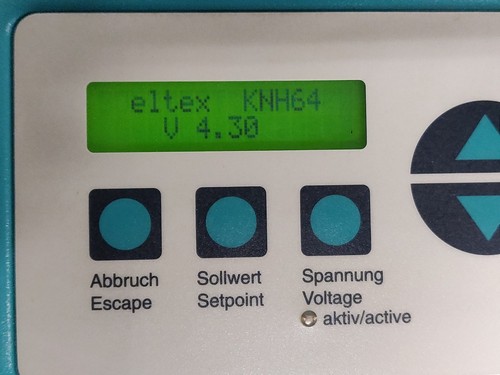 eltex KNH64
V 4.30
Abbruch
Escape
Sollwert
Setpoint
Spannung
Voltage
aktiv/active